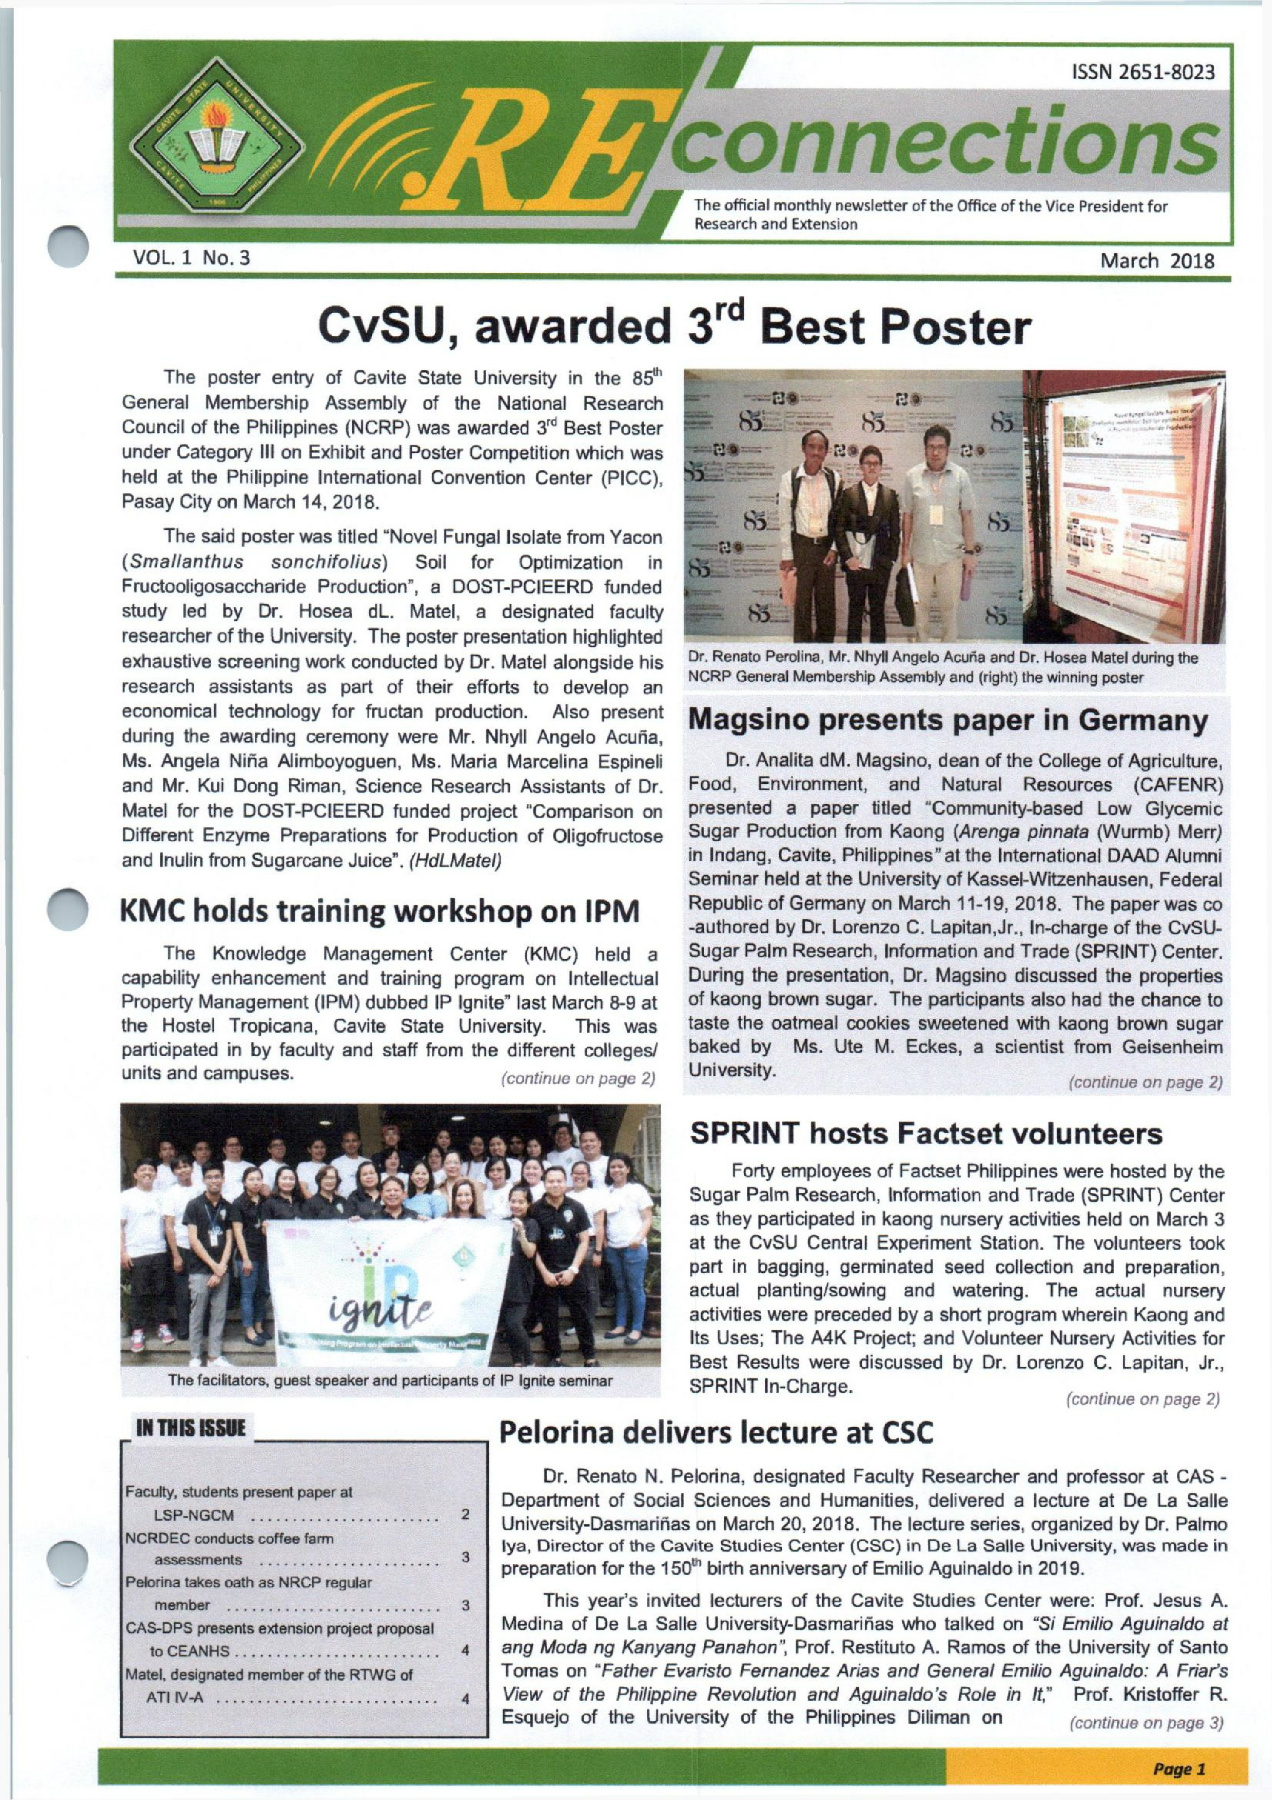 ISSN 2651-8023
CAVITE STATE UNIVERSITY
CAVITE
PHILIPPINES
1906
REconnections
The official monthly newsletter of the Office of the Vice President for
Research and Extension
VOL. 1 No. 3
March 2018
CvSU, awarded 3rd Best Poster
The poster entry of Cavite State University in the 85th
General Membership Assembly of the National Research
Council of the Philippines (NCRP) was awarded 3rd Best Poster
under Category III on Exhibit and Poster Competition which was
held at the Philippine International Convention Center (PICC),
Pasay City on March 14, 2018.
The said poster was titled “Novel Fungal Isolate from Yacon
(Smallanthus sonchifolius) Soil for Optimization in
Fructooligosaccharide Production”, a DOST-PCIEERD funded
study led by Dr. Hosea dL. Matel, a designated faculty
researcher of the University. The poster presentation highlighted
exhaustive screening work conducted by Dr. Matel alongside his
research assistants as part of their efforts to develop an
economical technology for fructan production. Also present
during the awarding ceremony were Mr. Nhyll Angelo Acuña,
Ms. Angela Niña Alimboyoguen, Ms. Maria Marcelina Espineli
and Mr. Kui Dong Riman, Science Research Assistants of Dr.
Matel for the DOST-PCIEERD funded project “Comparison on
Different Enzyme Preparations for Production of Oligofructose
and Inulin from Sugarcane Juice”. (HdLMatel)
KMC holds training workshop on IPM
The Knowledge Management Center (KMC) held a
capability enhancement and training program on Intellectual
Property Management (IPM) dubbed IP Ignite” last March 8-9 at
the Hostel Tropicana, Cavite State University. This was
participated in by faculty and staff from the different colleges/
units and campuses.
(continue on page 2)
ip
ignite
The facilitators, guest speaker and participants of IP Ignite seminar
85
Dr. Renato Perolina, Mr. Nhyll Angelo Acuña and Dr. Hosea Matel during the
NCRP General Membership Assembly and (right) the winning poster
Magsino presents paper in Germany
Dr. Analita dM. Magsino, dean of the College of Agriculture,
Food, Environment, and Natural Resources (CAFENR)
presented a paper titled “Community-based Low Glycemic
Sugar Production from Kaong (Arenga pinnata (Wurmb) Merr)
in Indang, Cavite, Philippines” at the International DAAD Alumni
Seminar held at the University of Kassel-Witzenhausen, Federal
Republic of Germany on March 11-19, 2018. The paper was co
-authored by Dr. Lorenzo C. Lapitan,Jr., In-charge of the CvSU-
Sugar Palm Research, Information and Trade (SPRINT) Center.
During the presentation, Dr. Magsino discussed the properties
of kaong brown sugar. The participants also had the chance to
taste the oatmeal cookies sweetened with kaong brown sugar
baked by Ms. Ute M. Eckes, a scientist from Geisenheim
University.
(continue on page 2)
SPRINT hosts Factset volunteers
Forty employees of Factset Philippines were hosted by the
Sugar Palm Research, Information and Trade (SPRINT) Center
as they participated in kaong nursery activities held on March 3
at the CvSU Central Experiment Station. The volunteers took
part in bagging, germinated seed collection and preparation,
actual planting/sowing and watering. The actual nursery
activities were preceded by a short program wherein Kaong and
Its Uses; The A4K Project; and Volunteer Nursery Activities for
Best Results were discussed by Dr. Lorenzo C. Lapitan, Jr.,
SPRINT In-Charge.
(continue on page 2)
IN THIS ISSUE
Faculty, students present paper at
LSP-NGCM ........................ 2
NCRDEC conducts coffee farm
assessments ....................... 3
Pelorina takes oath as NRCP regular
member ........................... 3
CAS-DPS presents extension project proposal
to CEANHS .......................... 4
Matel, designated member of the RTWG of
ATI IV-A ............................ 4
Pelorina delivers lecture at CSC
Dr. Renato N. Pelorina, designated Faculty Researcher and professor at CAS -
Department of Social Sciences and Humanities, delivered a lecture at De La Salle
University-Dasmariñas on March 20, 2018. The lecture series, organized by Dr. Palmo
Iya, Director of the Cavite Studies Center (CSC) in De La Salle University, was made in
preparation for the 150th birth anniversary of Emilio Aguinaldo in 2019.
This year’s invited lecturers of the Cavite Studies Center were: Prof. Jesus A.
Medina of De La Salle University-Dasmariñas who talked on “Si Emilio Aguinaldo at
ang Moda ng Kanyang Panahon”, Prof. Restituto A. Ramos of the University of Santo
Tomas on “Father Evaristo Fernandez Arias and General Emilio Aguinaldo: A Friar’s
View of the Philippine Revolution and Aguinaldo’s Role in It,” Prof. Kristoffer R.
Esquejo of the University of the Philippines Diliman on
(continue on page 3)
Page 1